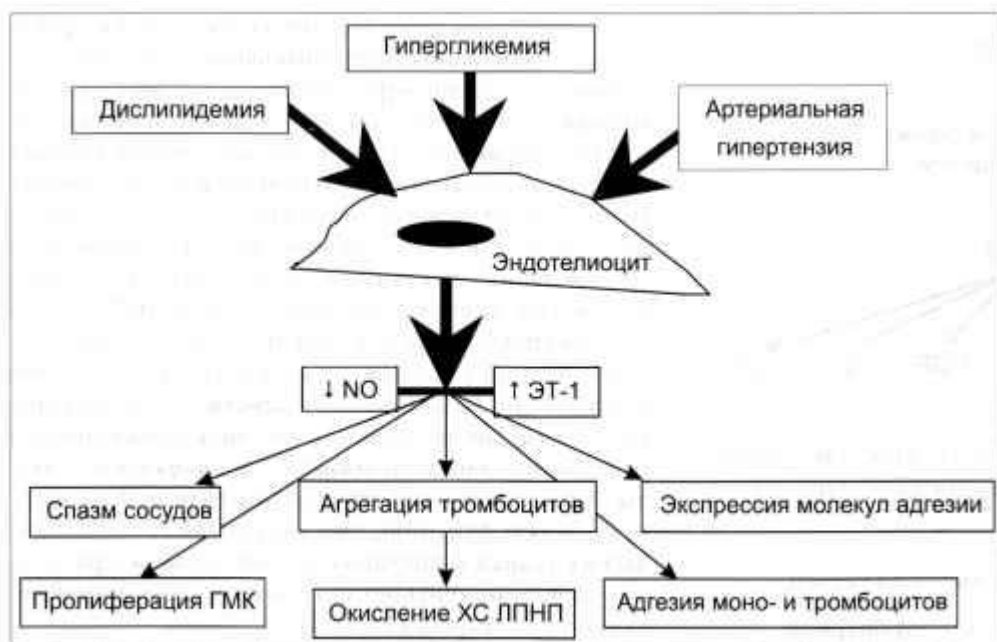 Гипергликемия
Дислипидемия
Артериальная
гипертензия
Эндотелиоцит
↓ NO
↑ ЭТ-1
Спазм сосудов
Агрегация тромбоцитов
Экспрессия молекул адгезии
Пролиферация ГМК
Окисление ХС ЛПНП
Адгезия моно- и тромбоцитов